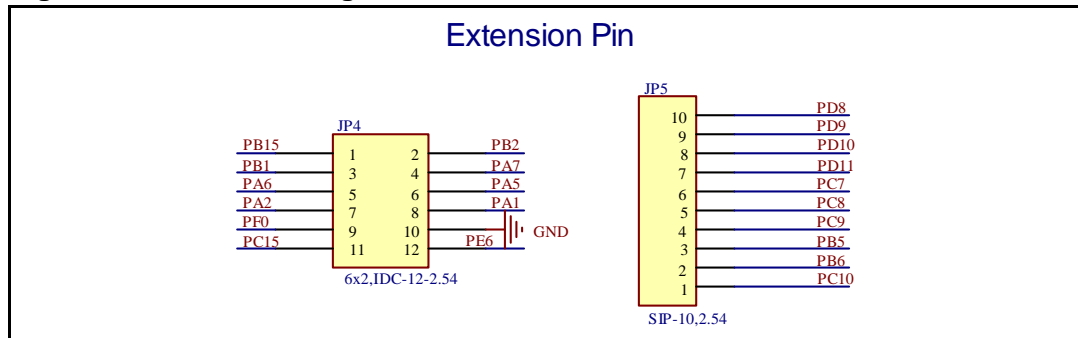 Extension Pin
JP4
PB15 1 2 PB2
PB1 3 4 PA7
PA6 5 6 PA5
PA2 7 8 PA1
PF0 9 10 GND
PC15 11 12 PE6
6x2,IDC-12-2.54
JP5
10 PD8
9 PD9
8 PD10
7 PD11
6 PC7
5 PC8
4 PC9
3 PB5
2 PB6
1 PC10
SIP-10,2.54